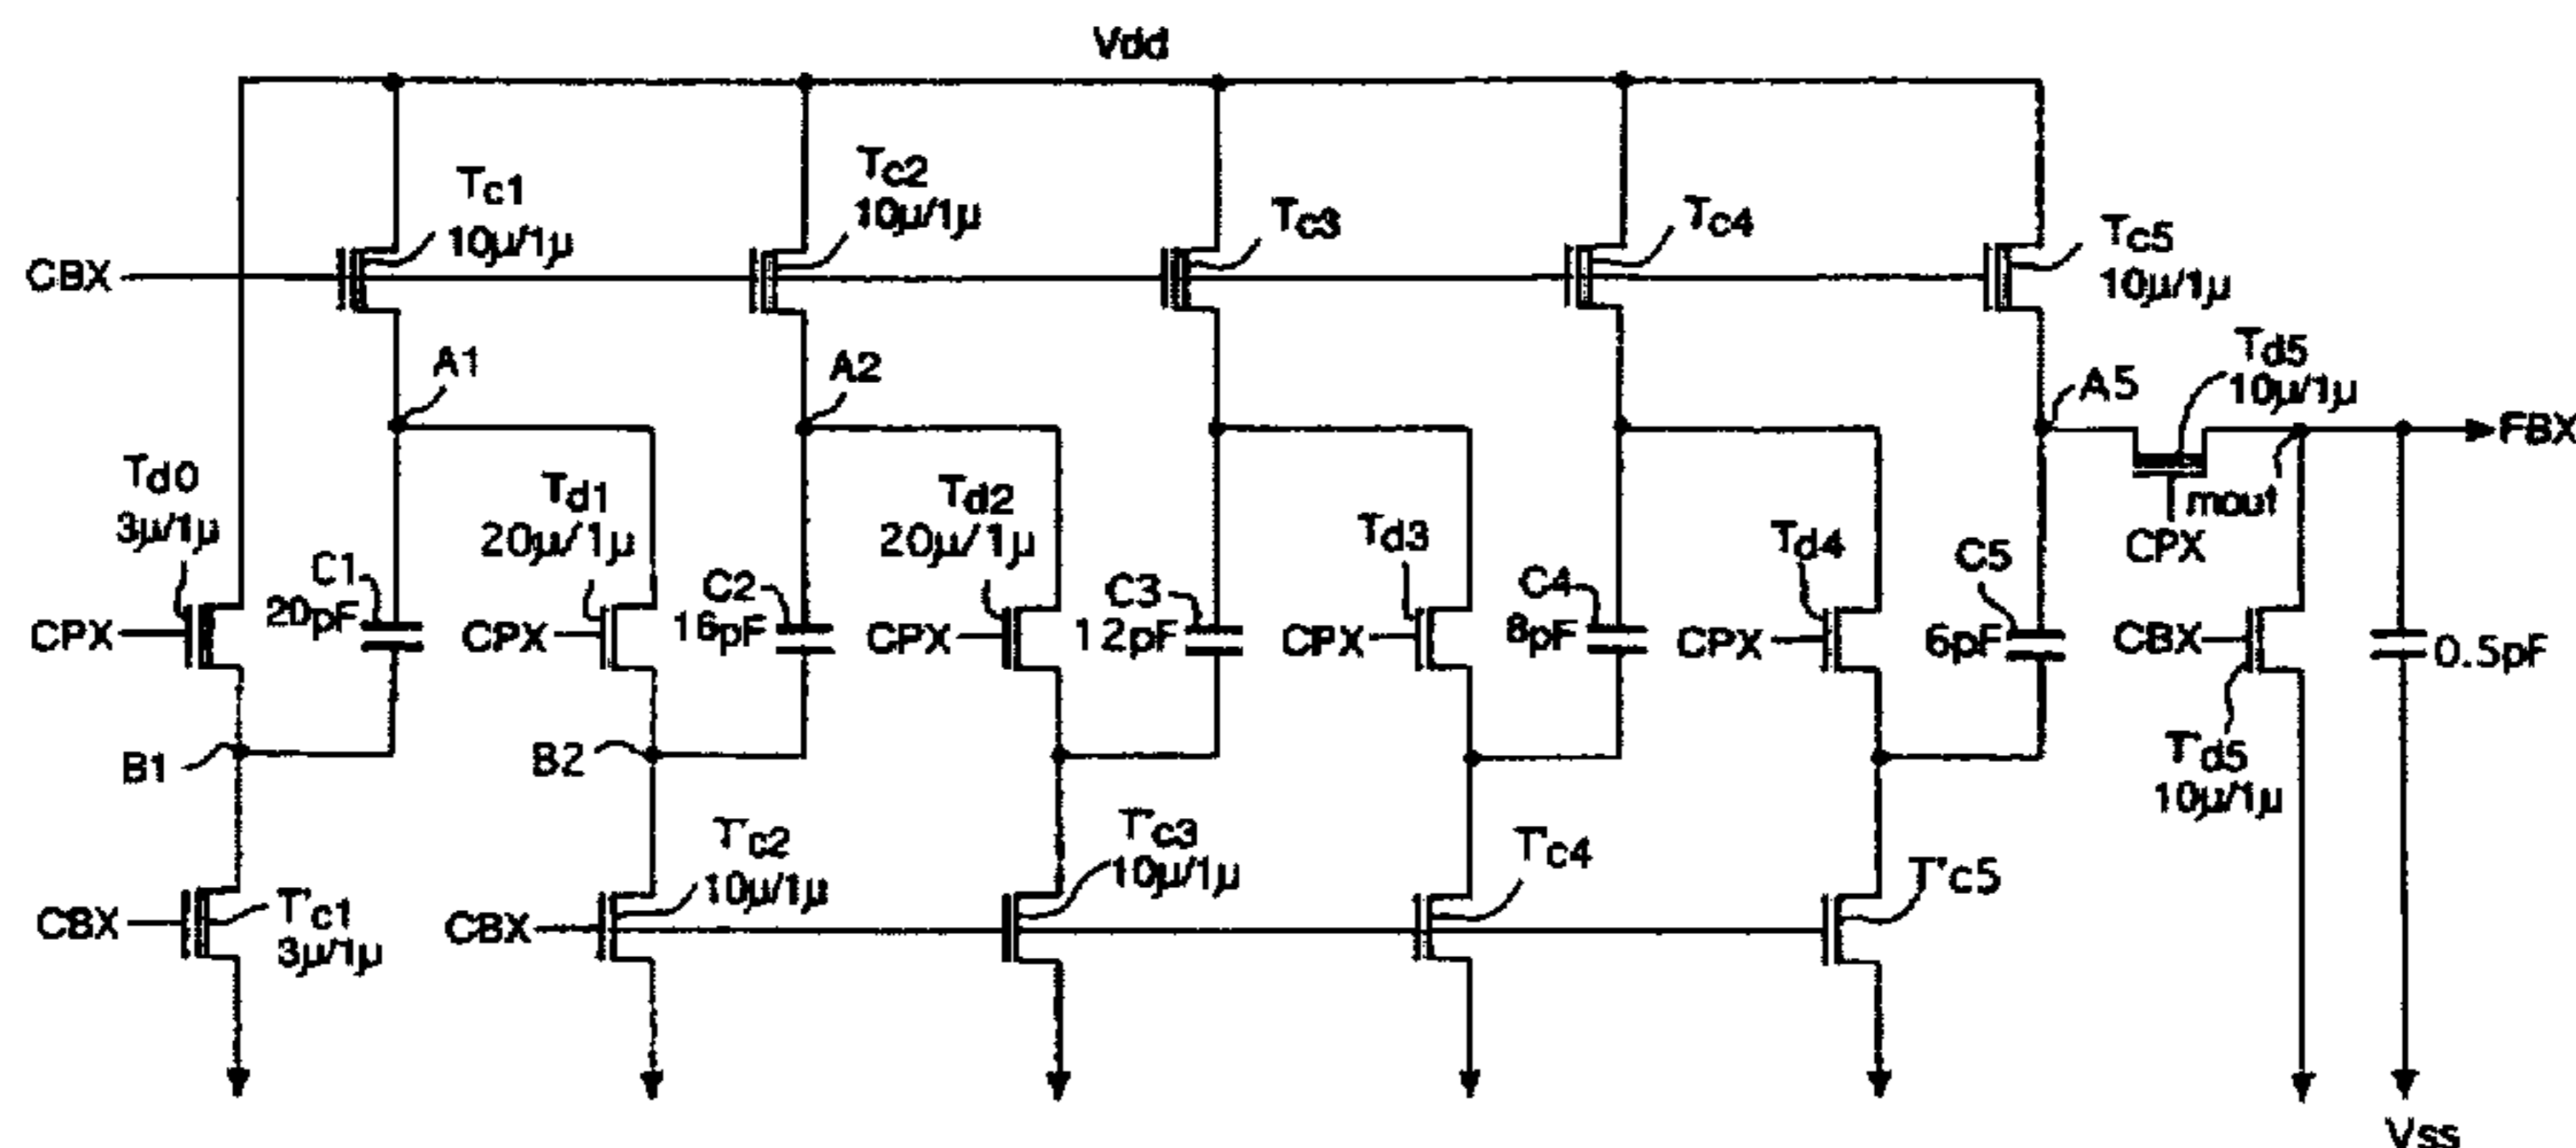 Vdd
Tc1
10µ/1µ
Tc2
10µ/1µ
Tc3
Tc4
Tc5
10µ/1µ
CBX
A1
A2
A5
Td5
10µ/1µ
FBX
mout
CPX
Td0
3µ/1µ
CPX
C1
20pF
Td1
20µ/1µ
CPX
C2
16pF
Td2
20µ/1µ
CPX
C3
12pF
Td3
CPX
C4
8pF
Td4
CPX
C5
6pF
CBX
T'd5
10µ/1µ
0.5pF
B1
B2
CBX
T'c1
3µ/1µ
CBX
T'c2
10µ/1µ
T'c3
10µ/1µ
T'c4
T'c5
Vss